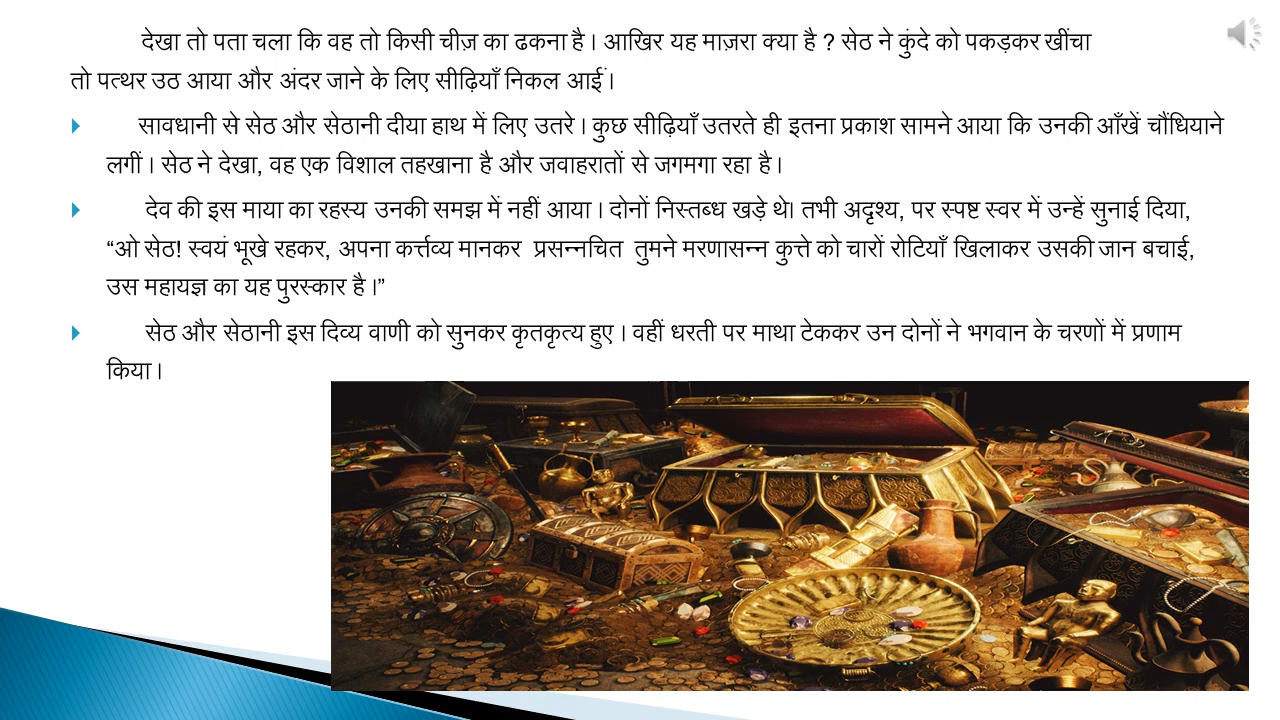 देखा तो पता चला कि वह तो किसी चीज़ का ढकना है । आखिर यह माज़रा क्या है ? सेठ ने कुंदे को पकड़कर खींचा
तो पत्थर उठ आया और अंदर जाने के लिए सीढ़ियाँ निकल आईं ।
सावधानी से सेठ और सेठानी दीया हाथ में लिए उतरे । कुछ सीढ़ियाँ उतरते ही इतना प्रकाश सामने आया कि उनकी आँखें चौंधियाने
लगीं । सेठ ने देखा, वह एक विशाल तहखाना है और जवाहरातों से जगमगा रहा है ।
देव की इस माया का रहस्य उनकी समझ में नहीं आया । दोनों निस्तब्ध खड़े थे। तभी अदृश्य, पर स्पष्ट स्वर में उन्हें सुनाई दिया,
“ओ सेठ! स्वयं भूखे रहकर, अपना कर्त्तव्य मानकर प्रसन्नचित तुमने मरणासन्न कुत्ते को चारों रोटियाँ खिलाकर उसकी जान बचाई,
उस महायज्ञ का यह पुरस्कार है ।”
सेठ और सेठानी इस दिव्य वाणी को सुनकर कृतकृत्य हुए । वहीं धरती पर माथा टेककर उन दोनों ने भगवान के चरणों में प्रणाम
किया ।